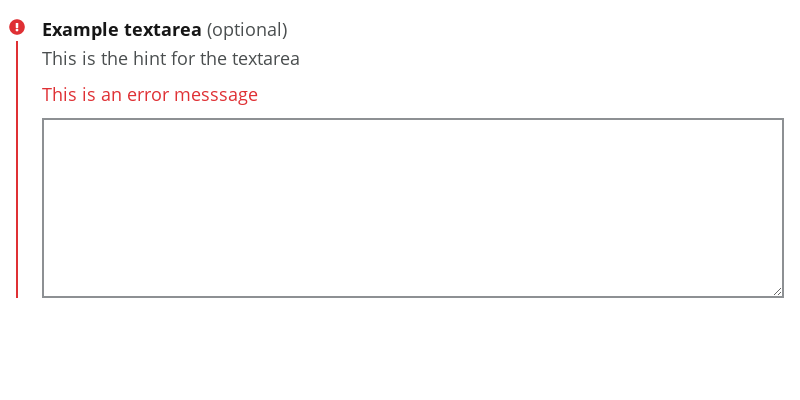 Example textarea (optional)
This is the hint for the textarea
This is an error messsage